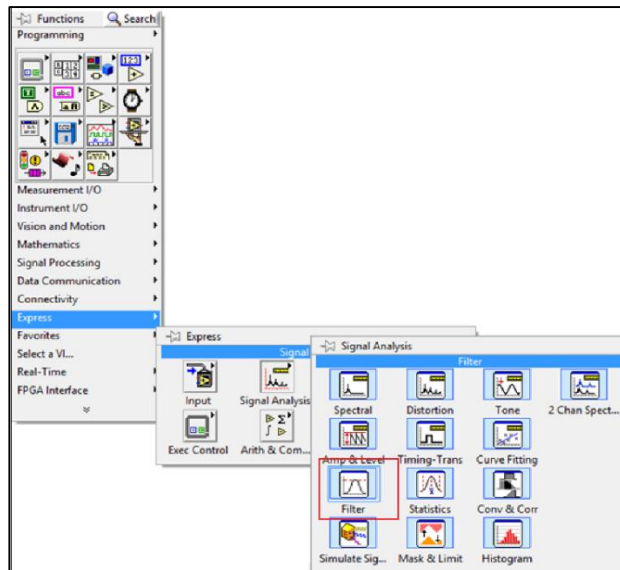 Functions
Search
Programming
Measurement I/O
Instrument I/O
Vision and Motion
Mathematics
Signal Processing
Data Communication
Connectivity
Express
Favorites
Select a VI...
Real-Time
FPGA Interface
Express
Signal
Input
Signal Analysis
Exec Control
Arith & Com...
Signal Analysis
Filter
Spectral
Distortion
Tone
2 Chan Spect...
Amp & Level
Timing-Trans
Curve Fitting
Filter
Statistics
Conv & Corr
Simulate Sig...
Mask & Limit
Histogram